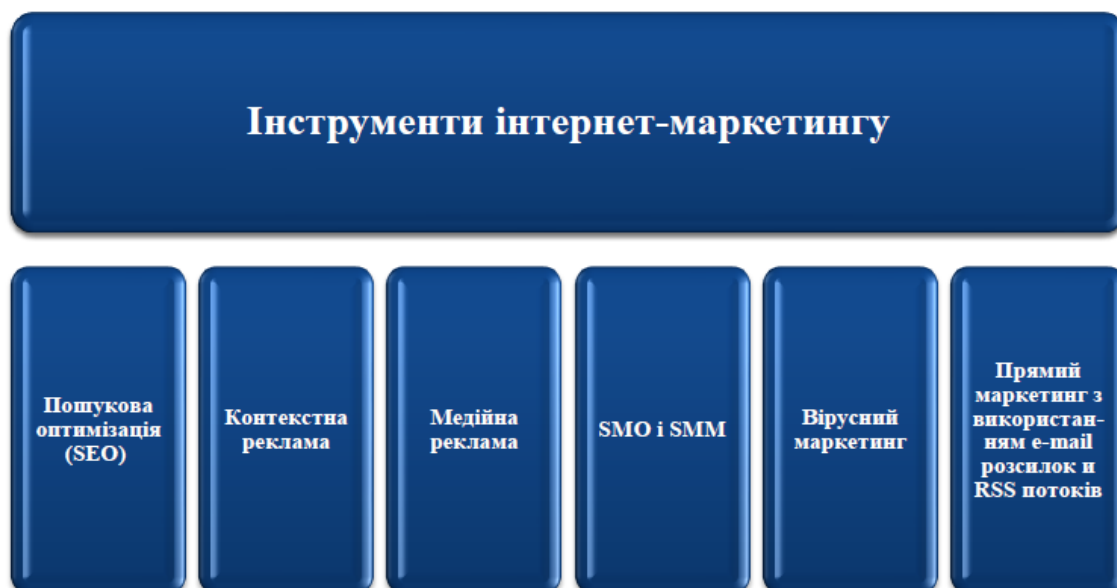 Інструменти інтернет-маркетингу
Пошукова
оптимізація
(SEO)
Контекстна
реклама
Медійна
реклама
SMO і SMM
Вірусний
маркетинг
Прямий
маркетинг з
використан-
ням e-mail
розсилок и
RSS потоків